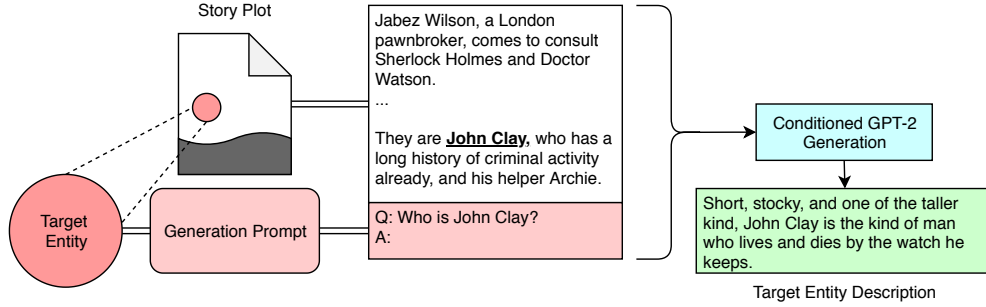 Story Plot
Jabez Wilson, a London
pawnbroker, comes to consult
Sherlock Holmes and Doctor
Watson.
...
They are John Clay, who has a
long history of criminal activity
already, and his helper Archie.
Target
Entity
Generation Prompt
Q: Who is John Clay?
A:
Conditioned GPT-2
Generation
Short, stocky, and one of the taller
kind, John Clay is the kind of man
who lives and dies by the watch he
keeps.
Target Entity Description